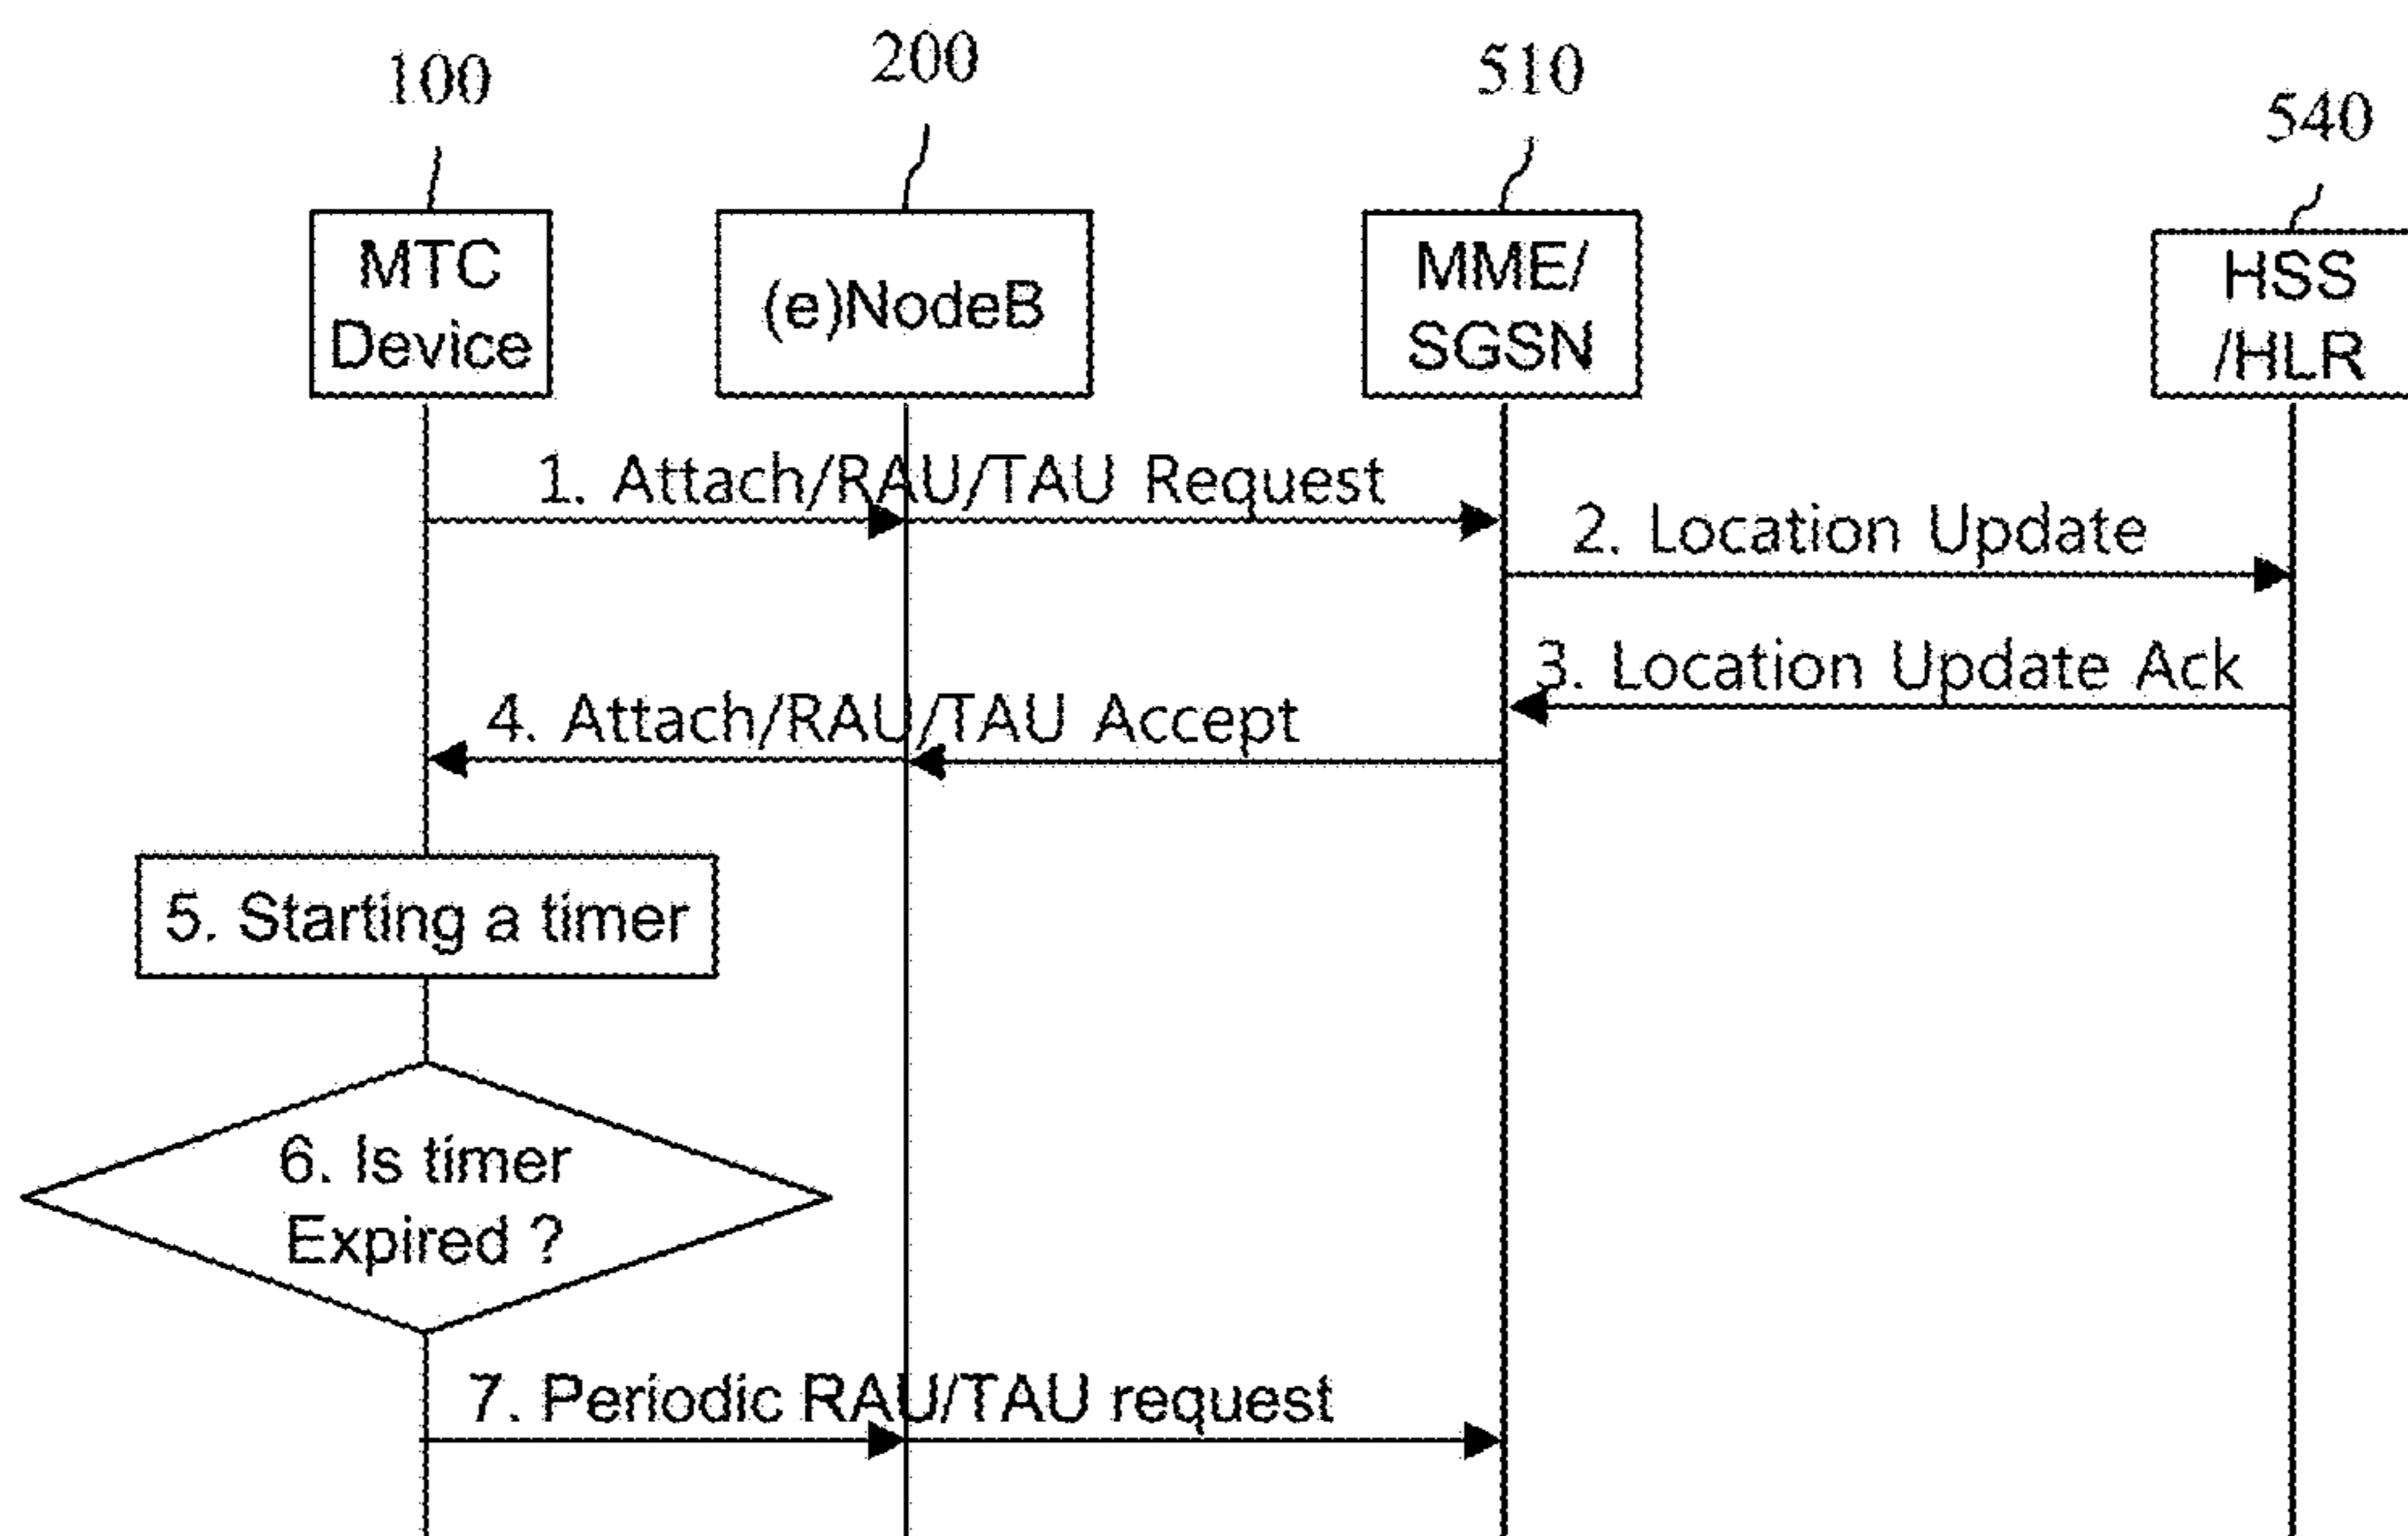 100
200
510
540
MTC
Device
(e)NodeB
MME/
SGSN
HSS
/HLR
1. Attach/RAU/TAU Request
2. Location Update
3. Location Update Ack
4. Attach/RAU/TAU Accept
5. Starting a timer
6. Is timer
Expired ?
7. Periodic RAU/TAU request